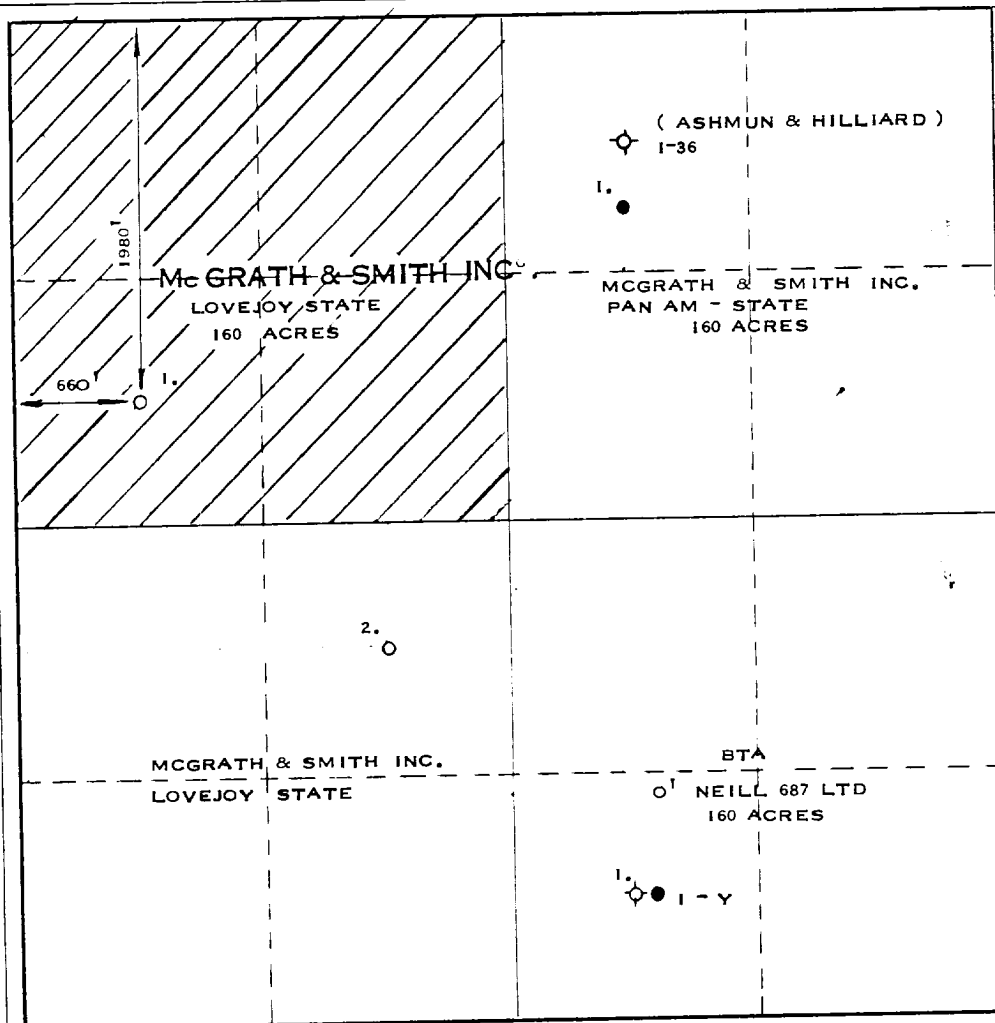 ( ASHMUN & HILLIARD )
1-36
1.
1980'
McGRATH & SMITH INC.
LOVEJOY STATE
160 ACRES
MCGRATH & SMITH INC.
PAN AM - STATE
160 ACRES
660'
1.
2.
MCGRATH & SMITH INC.
LOVEJOY STATE
BTA
NEILL 687 LTD
160 ACRES
1.
1 - Y